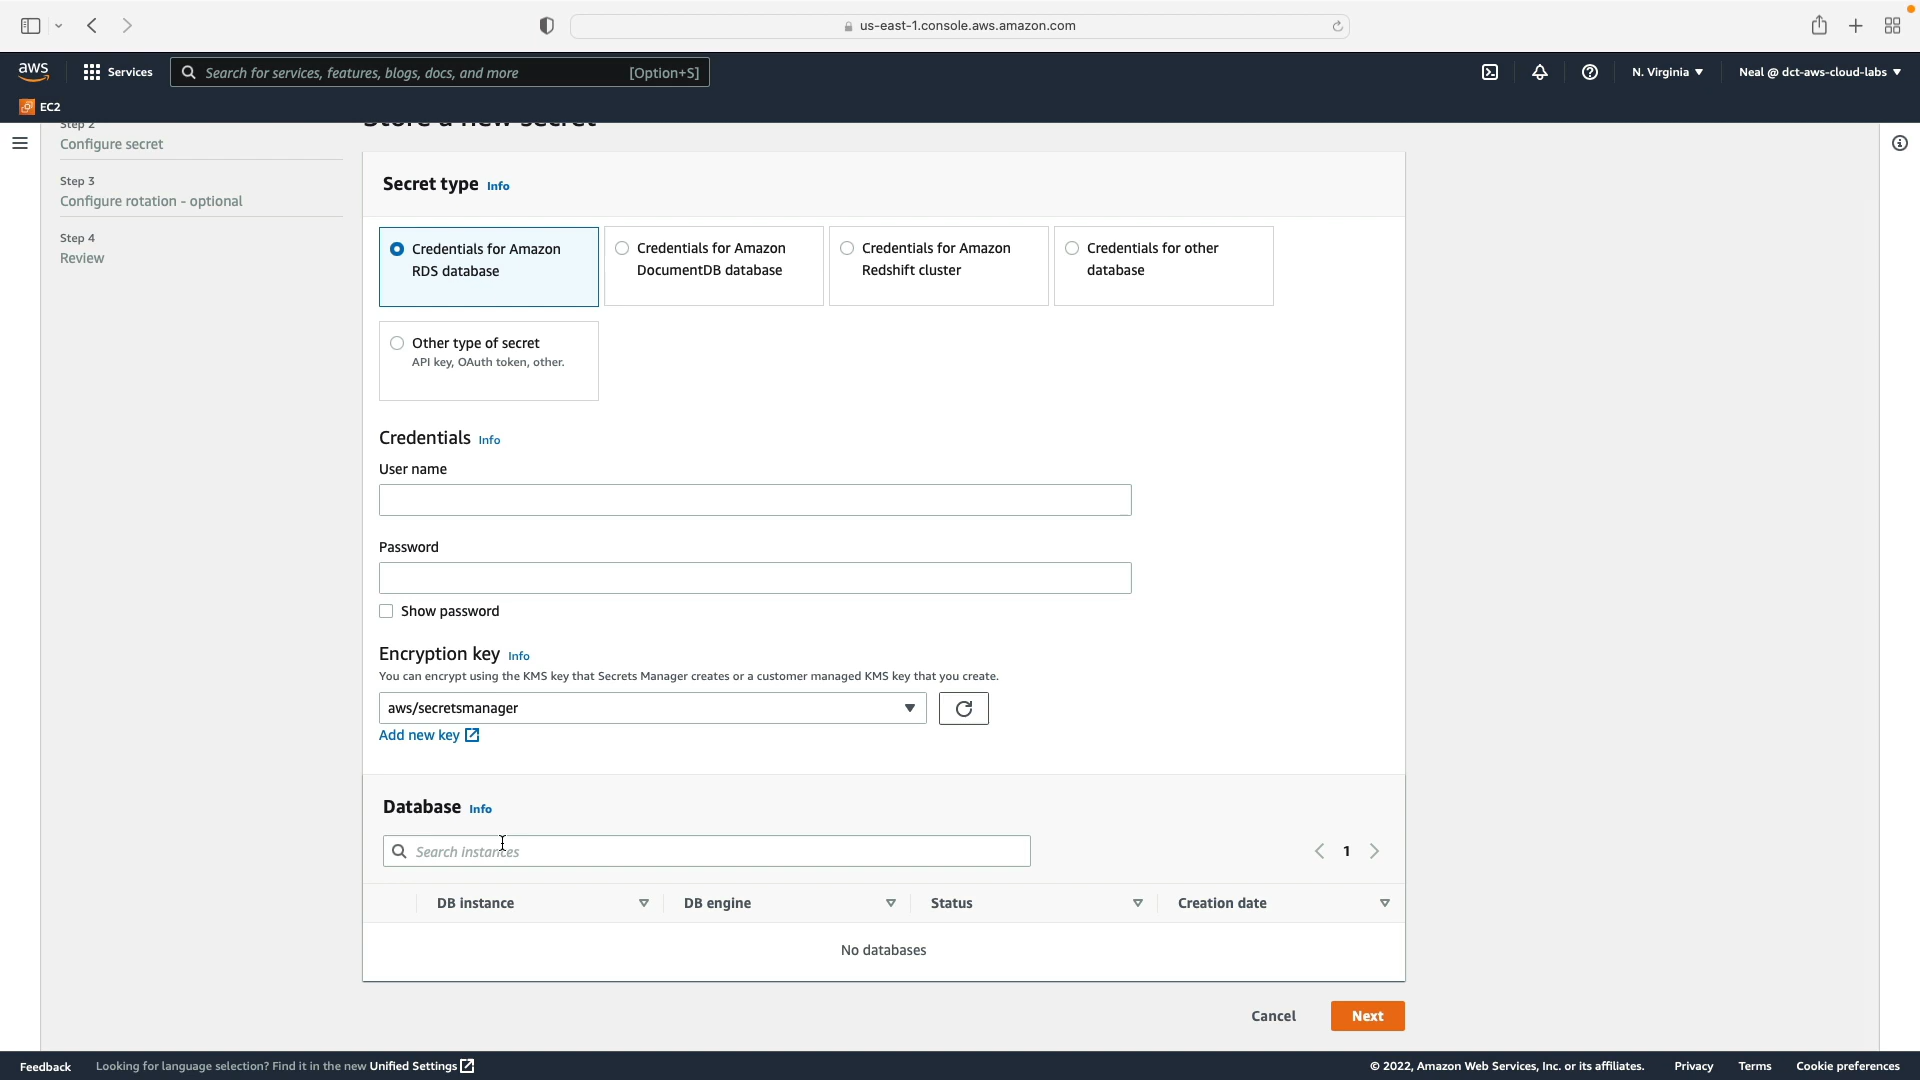 us-east-1.console.aws.amazon.com
aws
Services
Search for services, features, blogs, docs, and more
[Option+S]
N. Virginia
Neal @ dct-aws-cloud-labs
EC2
Step 2
Configure secret
Step 3
Configure rotation - optional
Step 4
Review
Store a new secret
Secret type Info
Credentials for Amazon
RDS database
Credentials for Amazon
DocumentDB database
Credentials for Amazon
Redshift cluster
Credentials for other
database
Other type of secret
API key, OAuth token, other.
Credentials Info
User name
Password
Show password
Encryption key Info
You can encrypt using the KMS key that Secrets Manager creates or a customer managed KMS key that you create.
aws/secretsmanager
Add new key
Database Info
Search instances
1
DB instance
DB engine
Status
Creation date
No databases
Cancel
Next
Feedback
Looking for language selection? Find it in the new Unified Settings
© 2022, Amazon Web Services, Inc. or its affiliates.
Privacy
Terms
Cookie preferences